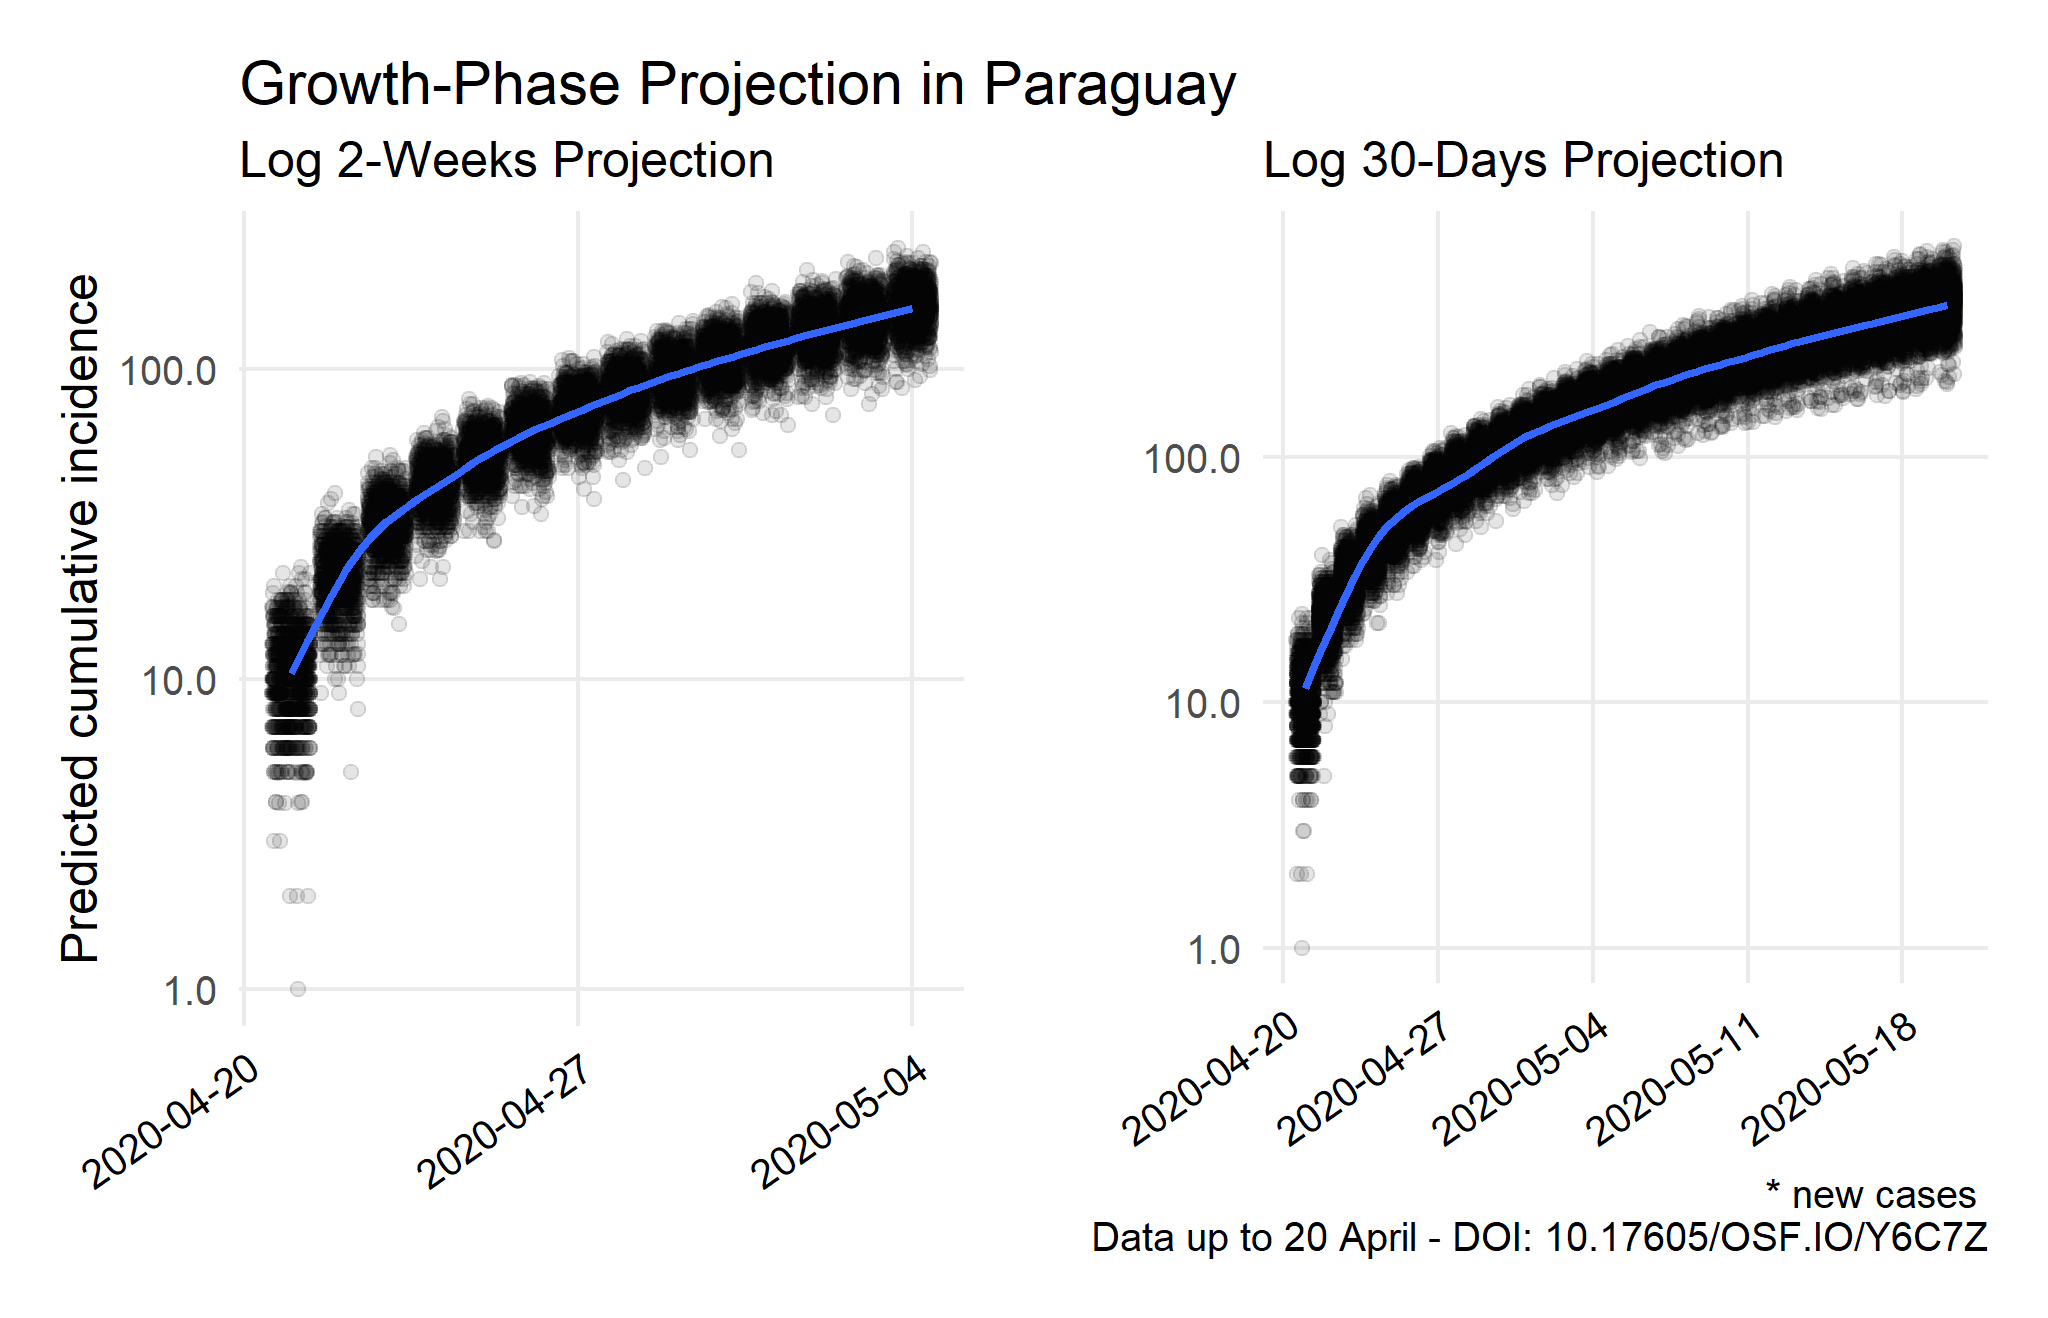 Growth-Phase Projection in Paraguay
Log 2-Weeks Projection
Log 30-Days Projection
Predicted cumulative incidence
100.0
10.0
1.0
2020-04-20
2020-04-27
2020-05-04
100.0
10.0
1.0
2020-04-20
2020-04-27
2020-05-04
2020-05-11
2020-05-18
* new cases
Data up to 20 April - DOI: 10.17605/OSF.IO/Y6C7Z